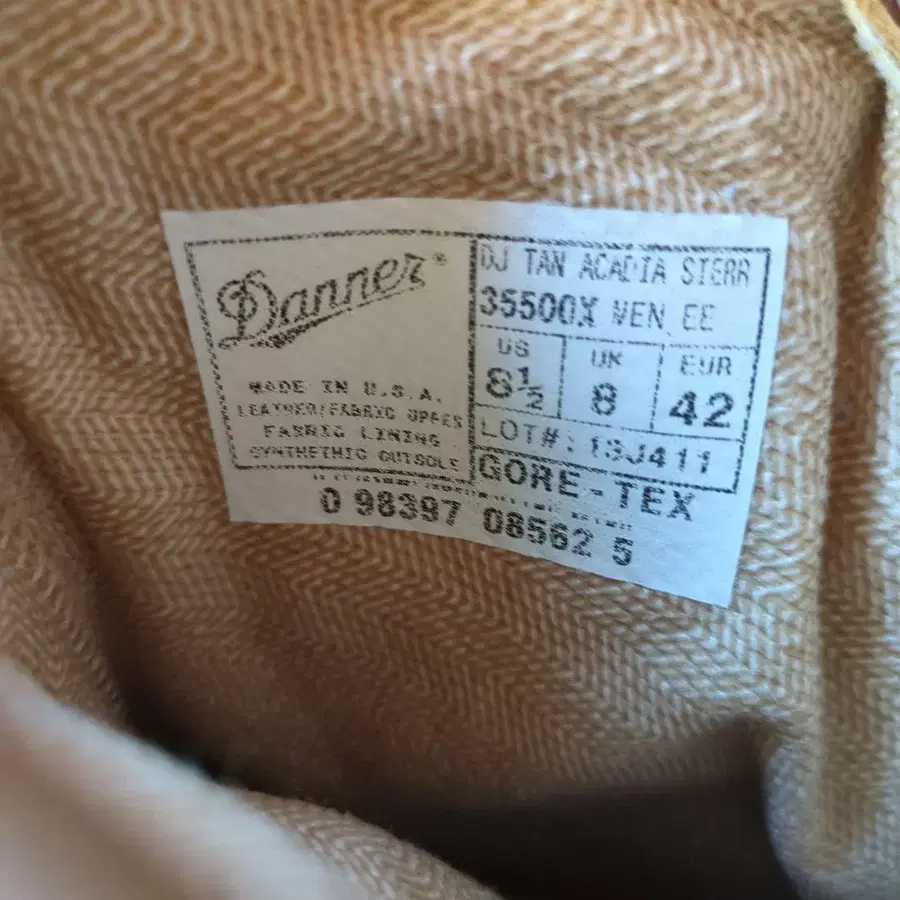 Danner®
MADE IN U.S.A.
LEATHER/FABRIC UPPER
FABRIC LINING
SYNTHETHIC OUTSOLE
DJ TAN ACADIA STERR
35500X MEN EE
US UK EUR
8½ 8 42
LOT#: 13J411
GORE-TEX
0 98397 08562 5